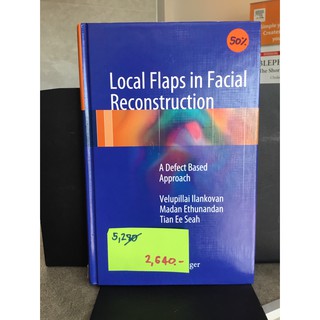 50%
Local Flaps in Facial
Reconstruction
A Defect Based
Approach
Velupillai Ilankovan
Madan Ethunandan
Tian Ee Seah
5,290
2,640.-